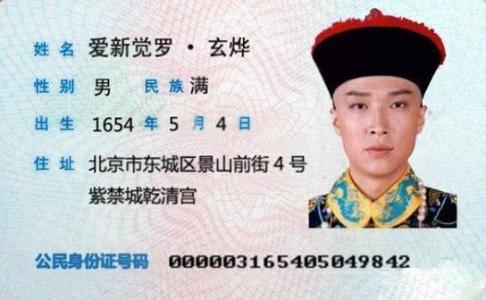 姓名 爱新觉罗·玄烨
性别 男 民族 满
出生 1654 年 5 月 4 日
住址 北京市东城区景山前街4号
紫禁城乾清宫
公民身份证号码 000003165405049842